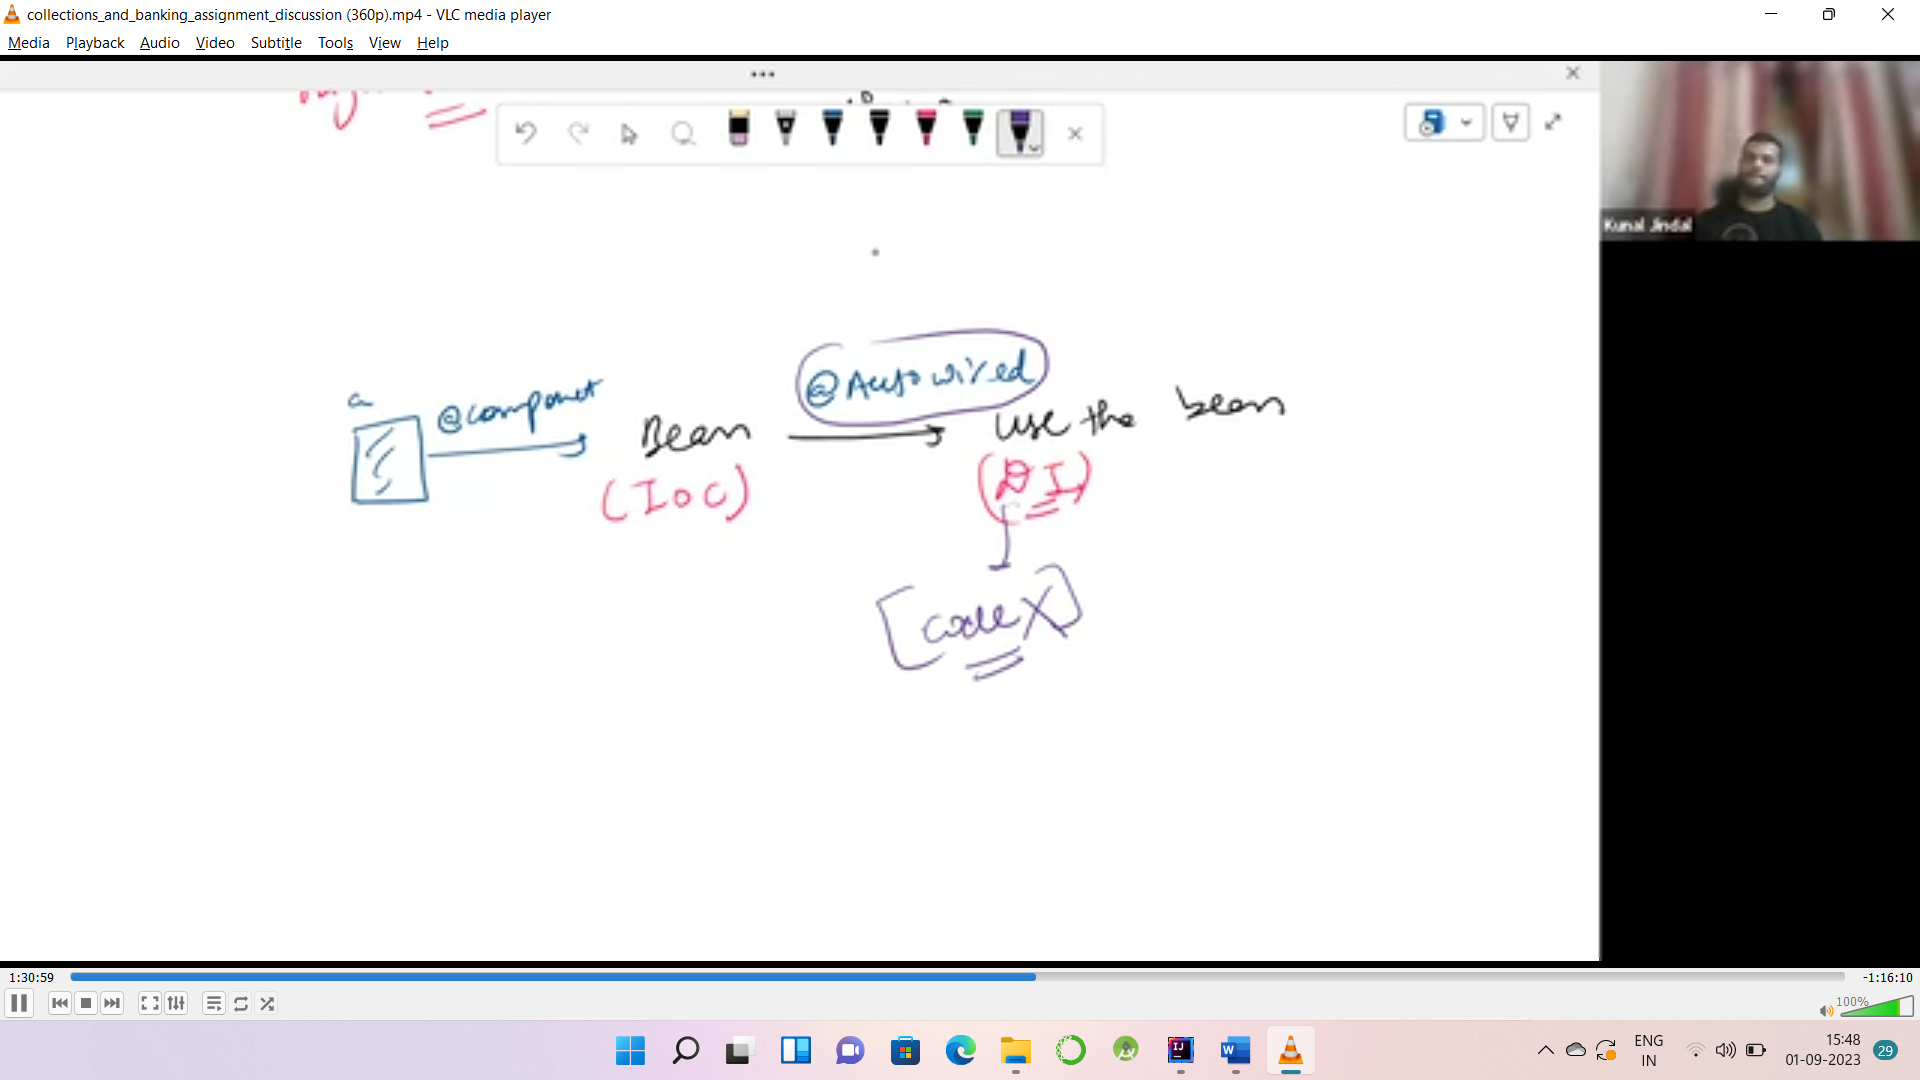 collections_and_banking_assignment_discussion (360p).mp4 - VLC media player
Media Playback Audio Video Subtitle Tools View Help
Kunal Jindal
@Autowired
a
@componet
Bean
use the bean
(IOC)
(DI)
[code X]
1:30:59
-1:16:10
100%
ENG
IN
15:48
01-09-2023
29